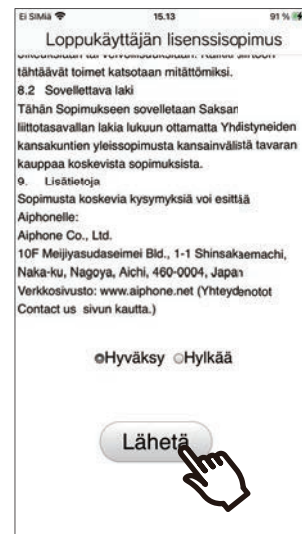 Ei SIMiä 15.13 91 %
Loppukäyttäjän lisenssisopimus
tähtäävät toimet katsotaan mitättömiksi.
8.2 Sovellettava laki
Tähän Sopimukseen sovelletaan Saksan
liittotasavallan lakia lukuun ottamatta Yhdistyneiden
kansakuntien yleissopimusta kansainvälistä tavaran
kauppaa koskevista sopimuksista.
9. Lisätietoja
Sopimusta koskevia kysymyksiä voi esittää
Aiphonelle:
Aiphone Co., Ltd.
10F Meijiyasudaseimei Bld., 1-1 Shinsakaemachi,
Naka-ku, Nagoya, Aichi, 460-0004, Japan
Verkkosivusto: www.aiphone.net (Yhteydenotot
Contact us sivun kautta.)
Hyväksy Hylkää
Lähetä